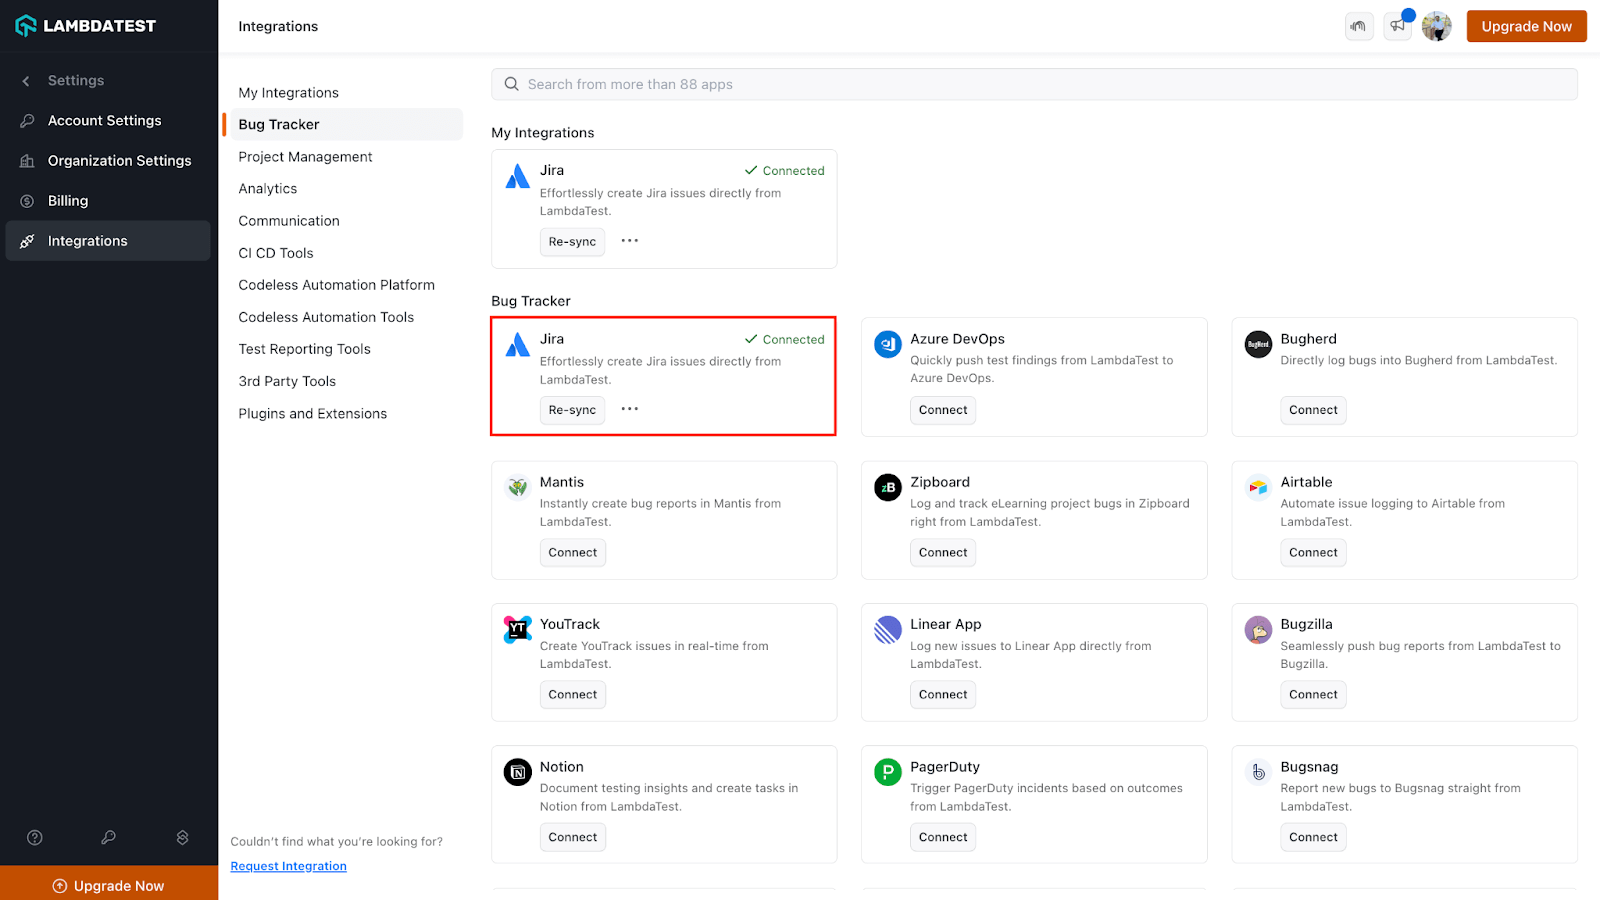 LAMBDATEST
Settings
Account Settings
Organization Settings
Billing
Integrations
Upgrade Now
Integrations
Upgrade Now
My Integrations
Bug Tracker
Project Management
Analytics
Communication
CI CD Tools
Codeless Automation Platform
Codeless Automation Tools
Test Reporting Tools
3rd Party Tools
Plugins and Extensions
Couldn't find what you're looking for?
Request Integration
Search from more than 88 apps
My Integrations
Jira
Connected
Effortlessly create Jira issues directly from
LambdaTest.
Re-sync
Bug Tracker
Jira
Connected
Effortlessly create Jira issues directly from
LambdaTest.
Re-sync
Azure DevOps
Quickly push test findings from LambdaTest to
Azure DevOps.
Connect
BugHerd
Bugherd
Directly log bugs into Bugherd from LambdaTest.
Connect
Mantis
Instantly create bug reports in Mantis from
LambdaTest.
Connect
zB
Zipboard
Log and track eLearning project bugs in Zipboard
right from LambdaTest.
Connect
Airtable
Automate issue logging to Airtable from
LambdaTest.
Connect
YT
YouTrack
Create YouTrack issues in real-time from
LambdaTest.
Connect
Linear App
Log new issues to Linear App directly from
LambdaTest.
Connect
Bugzilla
Seamlessly push bug reports from LambdaTest to
Bugzilla.
Connect
N
Notion
Document testing insights and create tasks in
Notion from LambdaTest.
Connect
P
PagerDuty
Trigger PagerDuty incidents based on outcomes
from LambdaTest.
Connect
Bugsnag
Report new bugs to Bugsnag straight from
LambdaTest.
Connect